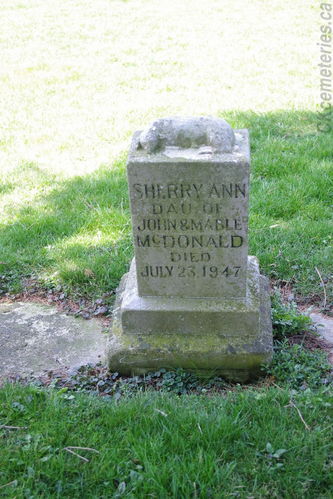 SHERRY ANN
DAU. OF
JOHN & MABLE
McDONALD
DIED
JULY 23, 1947